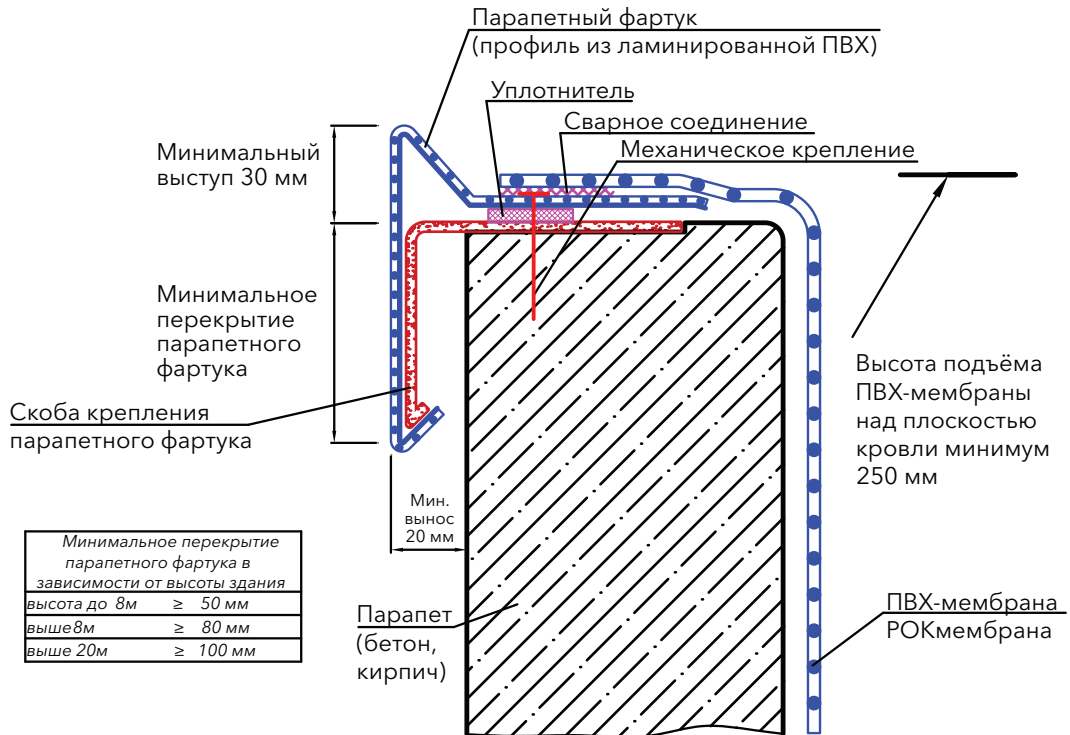 Парапетный фартук
(профиль из ламинированной ПВХ)
Уплотнитель
Сварное соединение
Механическое крепление
Минимальный
выступ 30 мм
Минимальное
перекрытие
парапетного
фартука
Скоба крепления
парапетного фартука
Высота подъёма
ПВХ-мембраны
над плоскостью
кровли минимум
250 мм
Мин.
вынос
20 мм
Минимальное перекрытие
парапетного фартука в
зависимости от высоты здания
высота до 8м ≥ 50 мм
выше8м ≥ 80 мм
выше 20м ≥ 100 мм
Парапет
(бетон,
кирпич)
ПВХ-мембрана
РОКмембрана